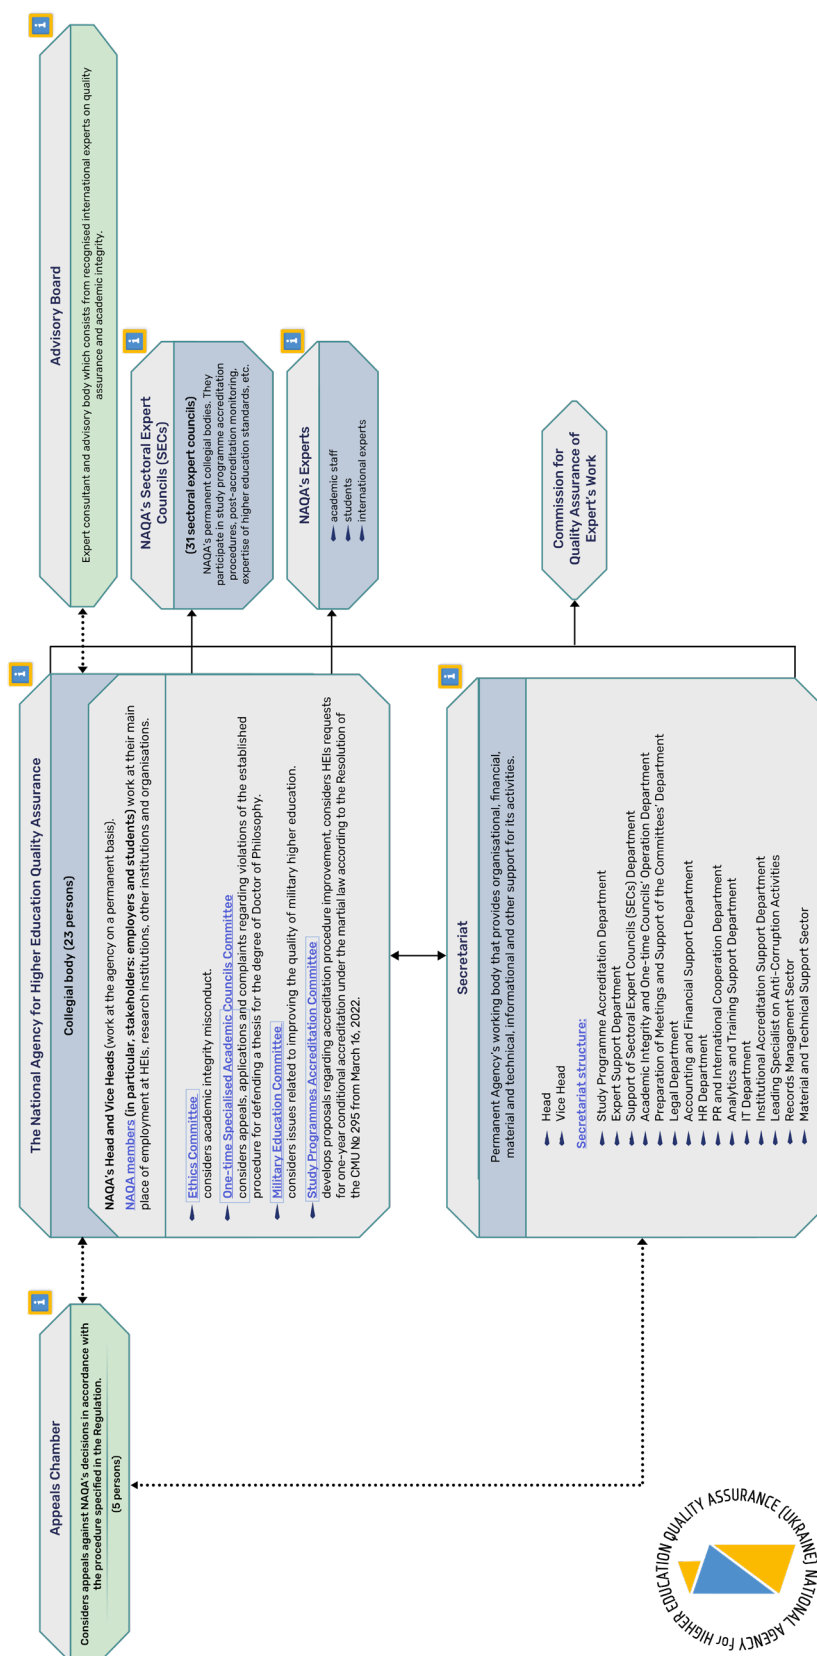 Appeals Chamber
Considers appeals against NAQA's decisions in accordance with
the procedure specified in the Regulation.
(5 persons)
The National Agency for Higher Education Quality Assurance
Collegial body (23 persons)
NAQA's Head and Vice Heads (work at the agency on a permanent basis).
NAQA members (in particular, stakeholders: employers and students) work at their main
place of employment at HEIs, research institutions, other institutions and organisations.
Ethics Committee
considers academic integrity misconduct.
One-time Specialised Academic Councils Committee
considers appeals, applications and complaints regarding violations of the established
procedure for defending a thesis for the degree of Doctor of Philosophy.
Military Education Committee
considers issues related to improving the quality of military higher education.
Study Programmes Accreditation Committee
develops proposals regarding accreditation procedure improvement, considers HEIs requests
for one-year conditional accreditation under the martial law according to the Resolution of
the CMU № 295 from March 16, 2022.
Advisory Board
Expert consultant and advisory body which consists from recognised international experts on quality
assurance and academic integrity.
NAQA's Sectoral Expert
Councils (SECs)
(31 sectoral expert councils)
NAQA's permanent collegial bodies. They
participate in study programme accreditation
procedures, post-accreditation monitoring,
expertise of higher education standards, etc.
NAQA's Experts
academic staff
students
international experts
Commission for
Quality Assurance of
Expert's Work
Secretariat
Permanent Agency's working body that provides organisational, financial,
material and technical, informational and other support for its activities.
Head
Vice Head
Secretariat structure:
Study Programme Accreditation Department
Expert Support Department
Support of Sectoral Expert Councils (SECs) Department
Academic Integrity and One-time Councils' Operation Department
Preparation of Meetings and Support of the Committees' Department
Legal Department
Accounting and Financial Support Department
HR Department
PR and International Cooperation Department
Analytics and Training Support Department
IT Department
Institutional Accreditation Support Department
Leading Specialist on Anti-Corruption Activities
Records Management Sector
Material and Technical Support Sector
NATIONAL AGENCY for HIGHER EDUCATION QUALITY ASSURANCE (UKRAINE)
i
i
i
i
i
i